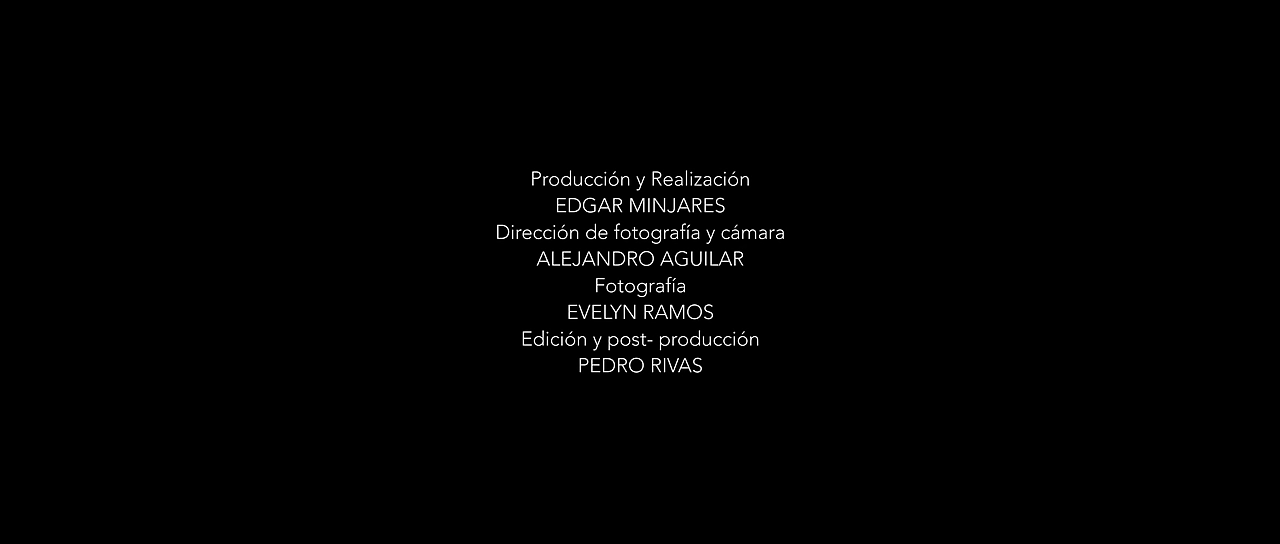 Producción y Realización
EDGAR MINJARES
Dirección de fotografía y cámara
ALEJANDRO AGUILAR
Fotografía
EVELYN RAMOS
Edición y post- producción
PEDRO RIVAS